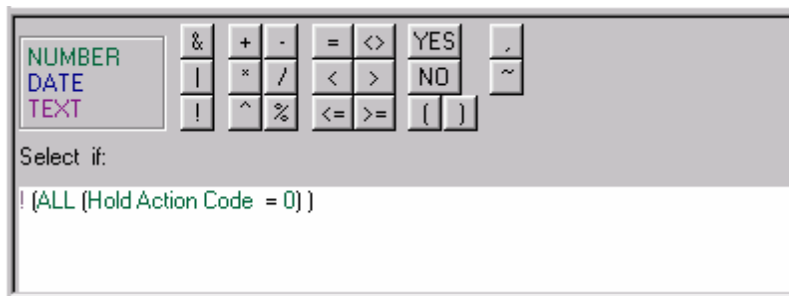 & + - = <> YES ,
NUMBER
| * / < > NO ~
DATE
TEXT
! ^ % <= >= ( )
Select if:
! (ALL (Hold Action Code = 0) )